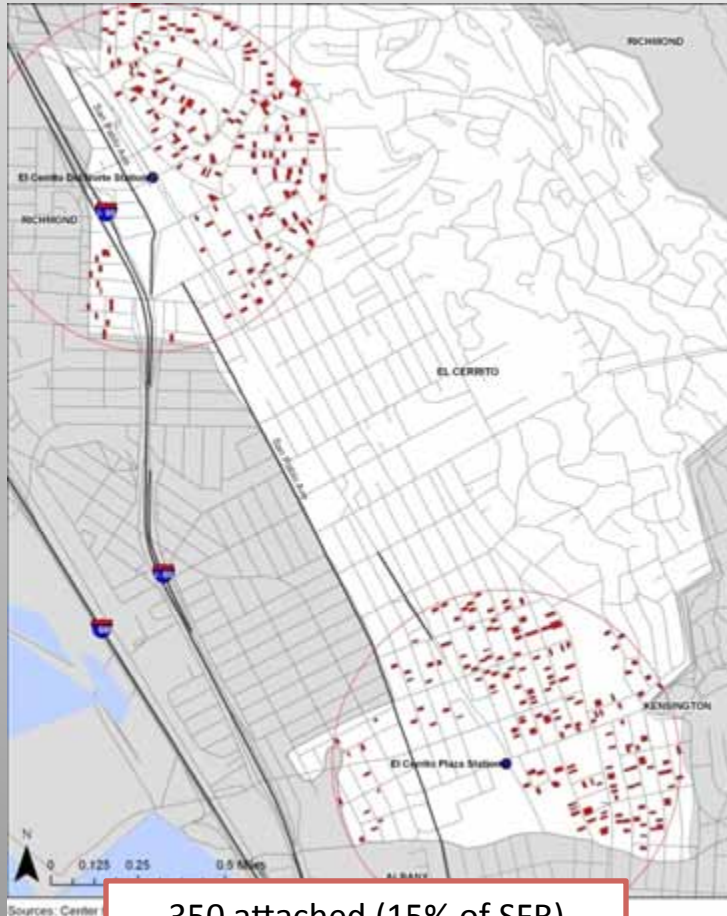 RICHMOND
San Pablo Ave
El Cerrito Del Norte Station
RICHMOND
EL CERRITO
San Pablo Ave
KENSINGTON
El Cerrito Plaza Station
N
0 0.125 0.25 0.5 Miles
ALBANY
Sources: Center
350 attached (15% of SFR)